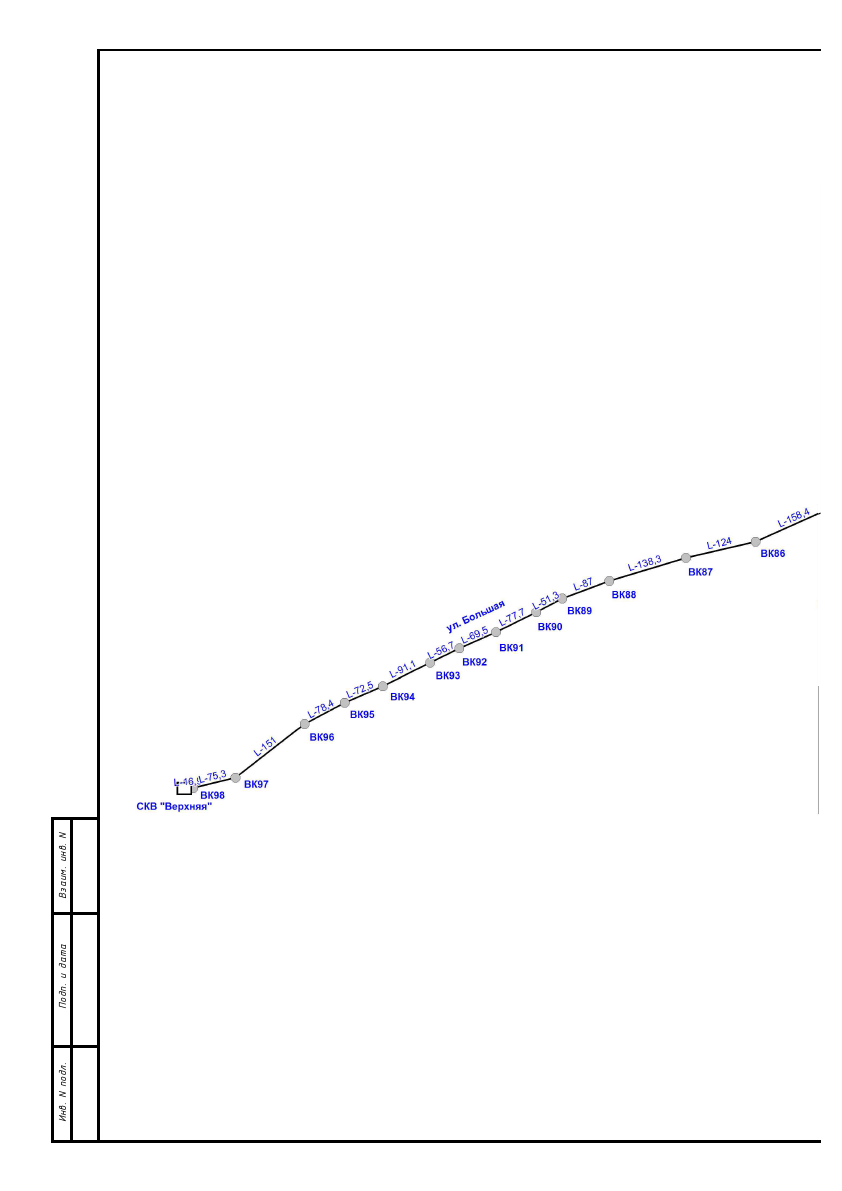 L-158,4
L-124
ВК86
L-138,3
ВК87
L-87
ВК88
L-51,3
ВК89
ул. Большая
L-77,7
ВК90
L-69,5
ВК91
L-56,7
ВК92
L-91,1
ВК93
L-72,5
ВК94
L-78,4
ВК95
L-151
ВК96
L-75,3
ВК97
ВК98
СКВ "Верхняя"
Взаим. инв. N
Подп. и дата
Инв. N подл.